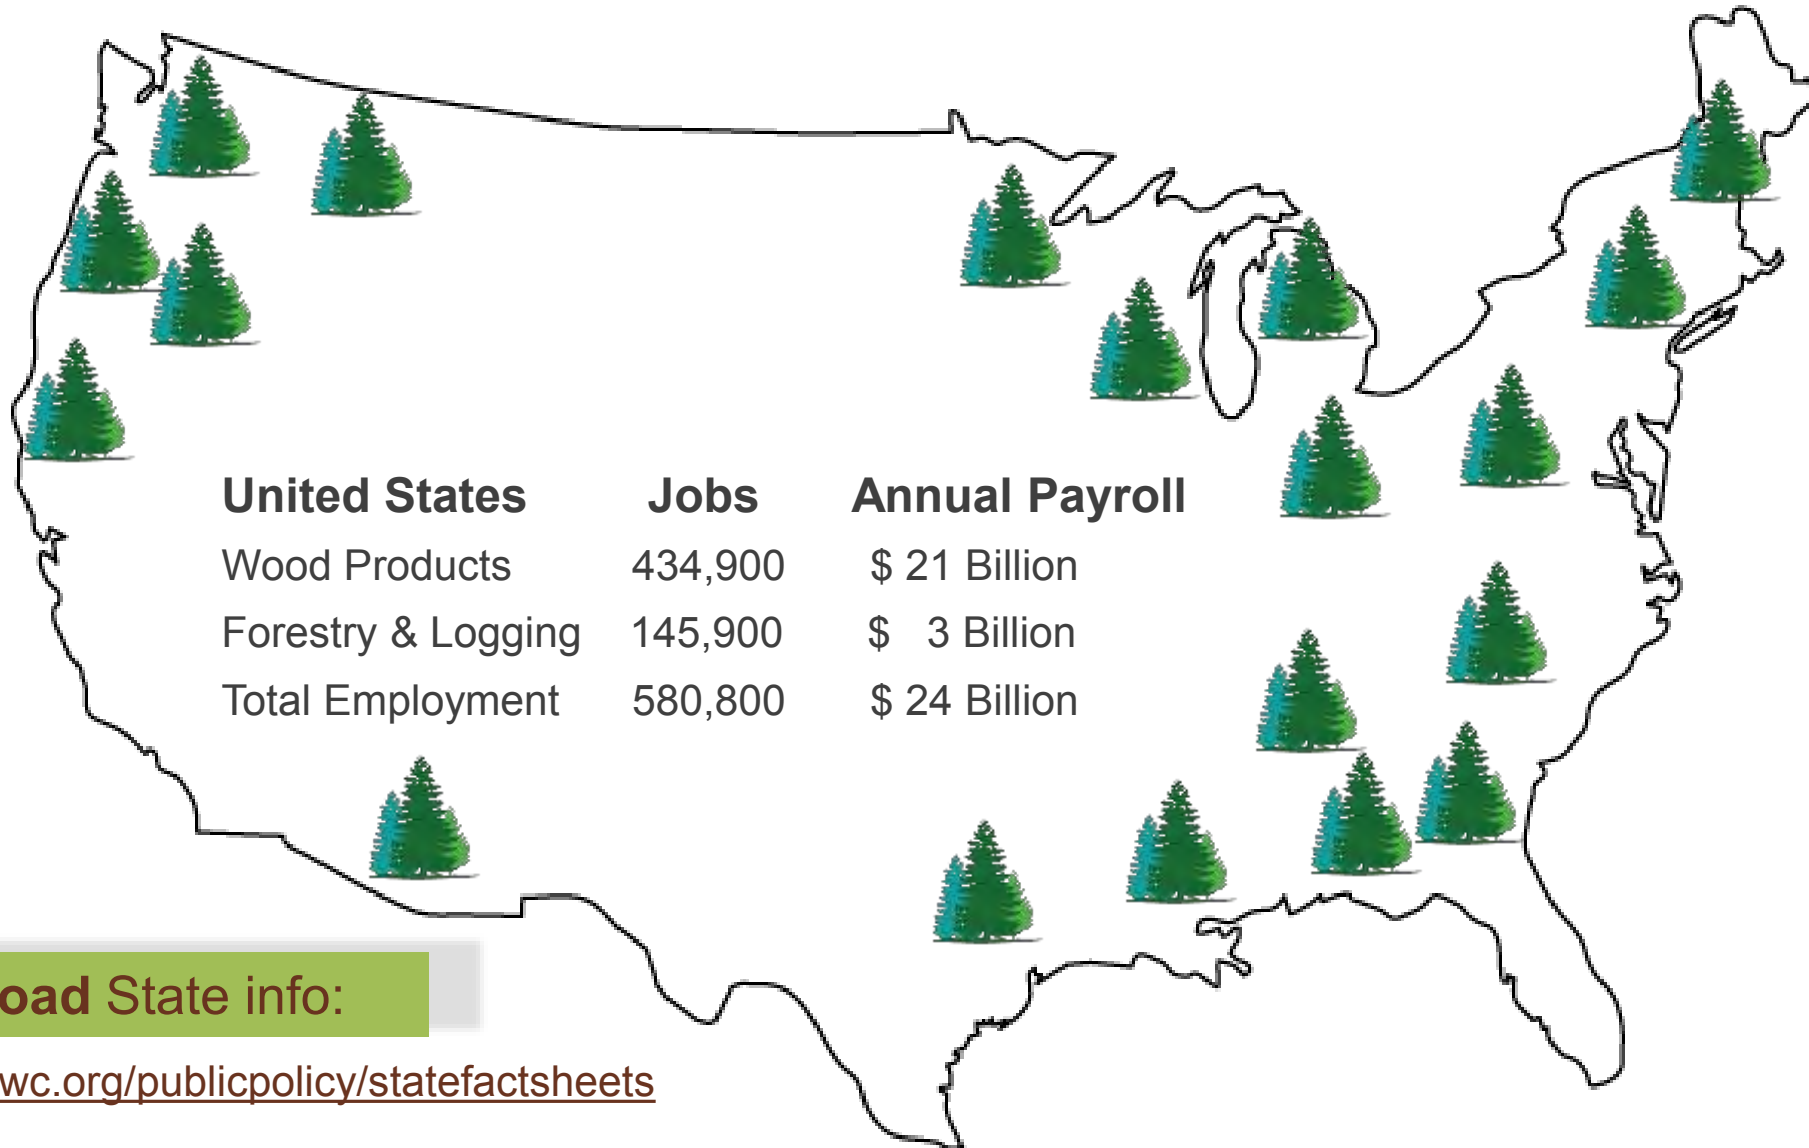 United States Jobs Annual Payroll
Wood Products 434,900 $ 21 Billion
Forestry & Logging 145,900 $ 3 Billion
Total Employment 580,800 $ 24 Billion
oad State info:
wc.org/publicpolicy/statefactsheets